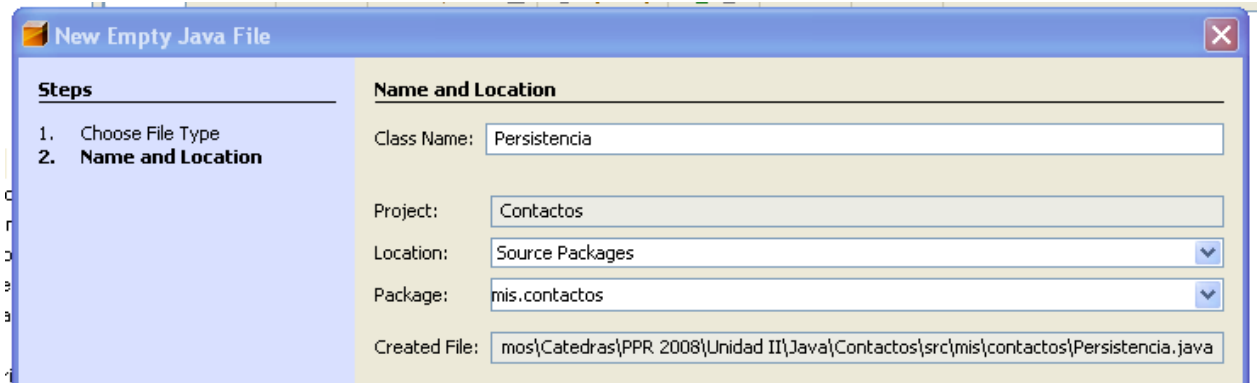 New Empty Java File
Steps
1. Choose File Type
2. Name and Location
Name and Location
Class Name: Persistencia
Project: Contactos
Location: Source Packages
Package: mis.contactos
Created File: mos\Catedras\PPR 2008\Unidad II\Java\Contactos\src\mis\contactos\Persistencia.java